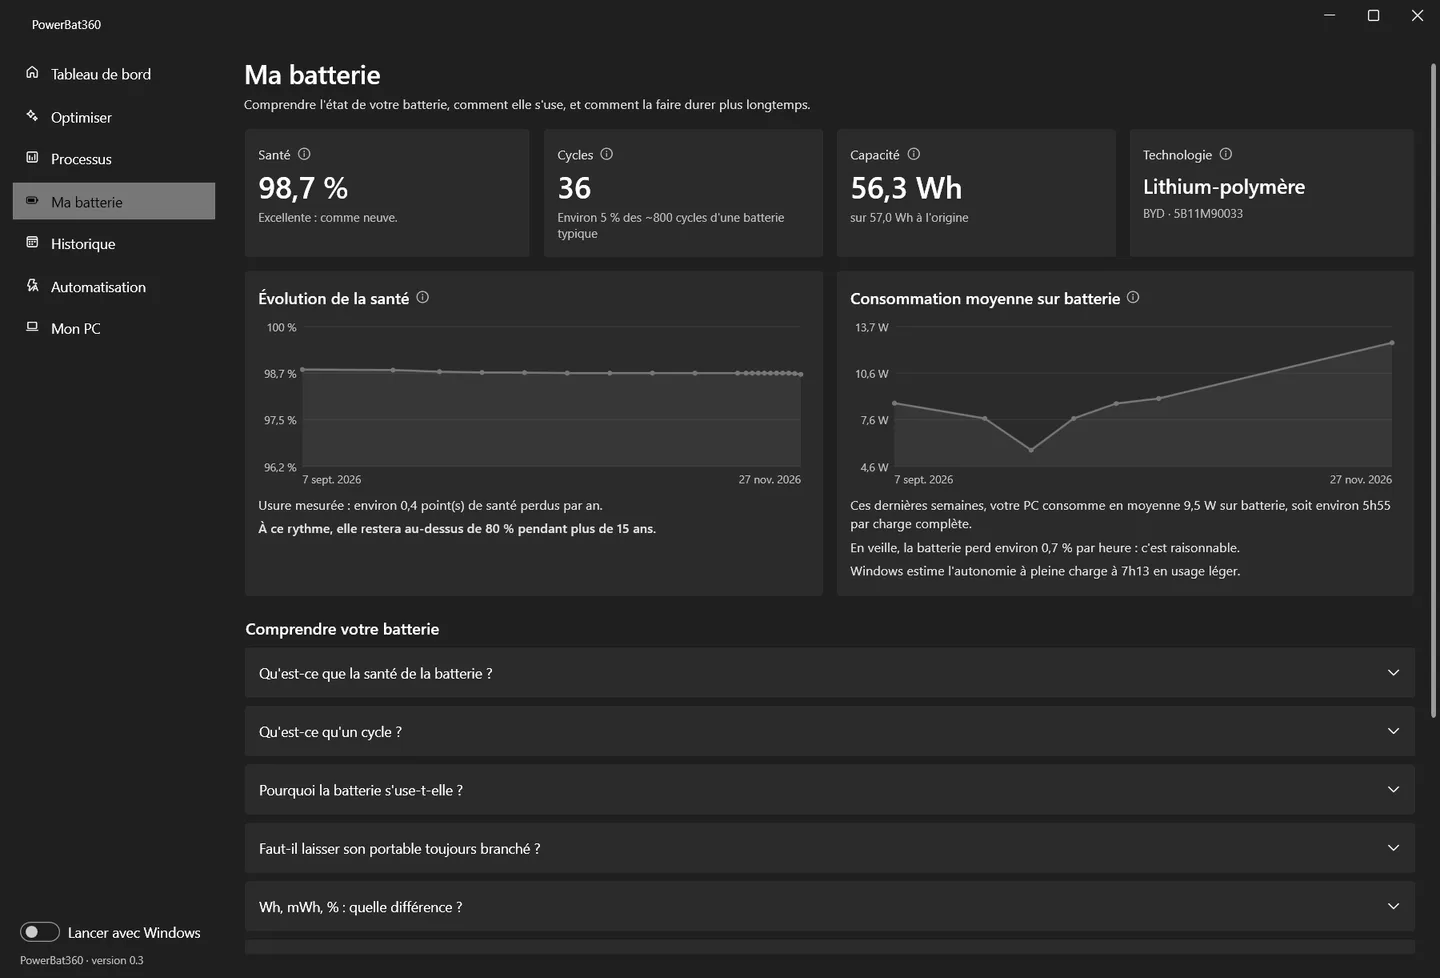 PowerBat360
Tableau de bord
Optimiser
Processus
Ma batterie
Historique
Automatisation
Mon PC
Lancer avec Windows
PowerBat360 · version 0.3
Ma batterie
Comprendre l'état de votre batterie, comment elle s'use, et comment la faire durer plus longtemps.
Santé
98,7 %
Excellente : comme neuve.
Cycles
36
Environ 5 % des ~800 cycles d'une batterie
typique
Capacité
56,3 Wh
sur 57,0 Wh à l'origine
Technologie
Lithium-polymère
BYD · 5B11M90033
Évolution de la santé
100 %
98,7 %
97,5 %
96,2 %
7 sept. 2026
27 nov. 2026
Usure mesurée : environ 0,4 point(s) de santé perdus par an.
À ce rythme, elle restera au-dessus de 80 % pendant plus de 15 ans.
Consommation moyenne sur batterie
13,7 W
10,6 W
7,6 W
4,6 W
7 sept. 2026
27 nov. 2026
Ces dernières semaines, votre PC consomme en moyenne 9,5 W sur batterie, soit environ 5h55
par charge complète.
En veille, la batterie perd environ 0,7 % par heure : c'est raisonnable.
Windows estime l'autonomie à pleine charge à 7h13 en usage léger.
Comprendre votre batterie
Qu'est-ce que la santé de la batterie ?
Qu'est-ce qu'un cycle ?
Pourquoi la batterie s'use-t-elle ?
Faut-il laisser son portable toujours branché ?
Wh, mWh, % : quelle différence ?